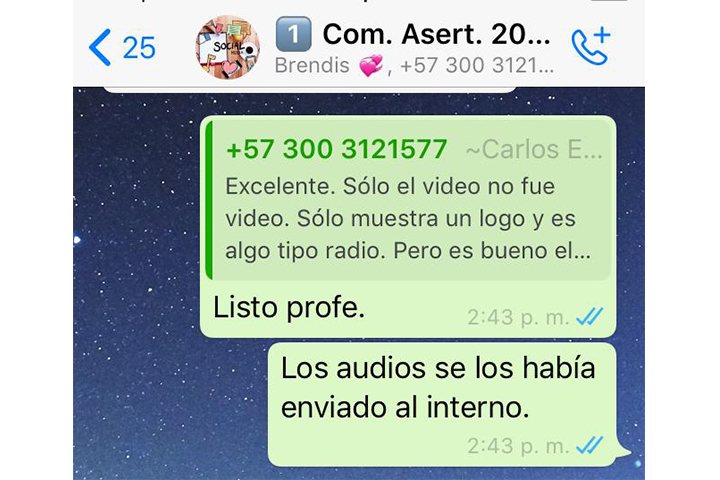 25
SOCIAL
1 Com. Asert. 20...
Brendis 💞, +57 300 3121...
+57 300 3121577 ~Carlos E...
Excelente. Sólo el video no fue
video. Sólo muestra un logo y es
algo tipo radio. Pero es bueno el...
Listo profe.
2:43 p. m.
Los audios se los había
enviado al interno.
2:43 p. m.